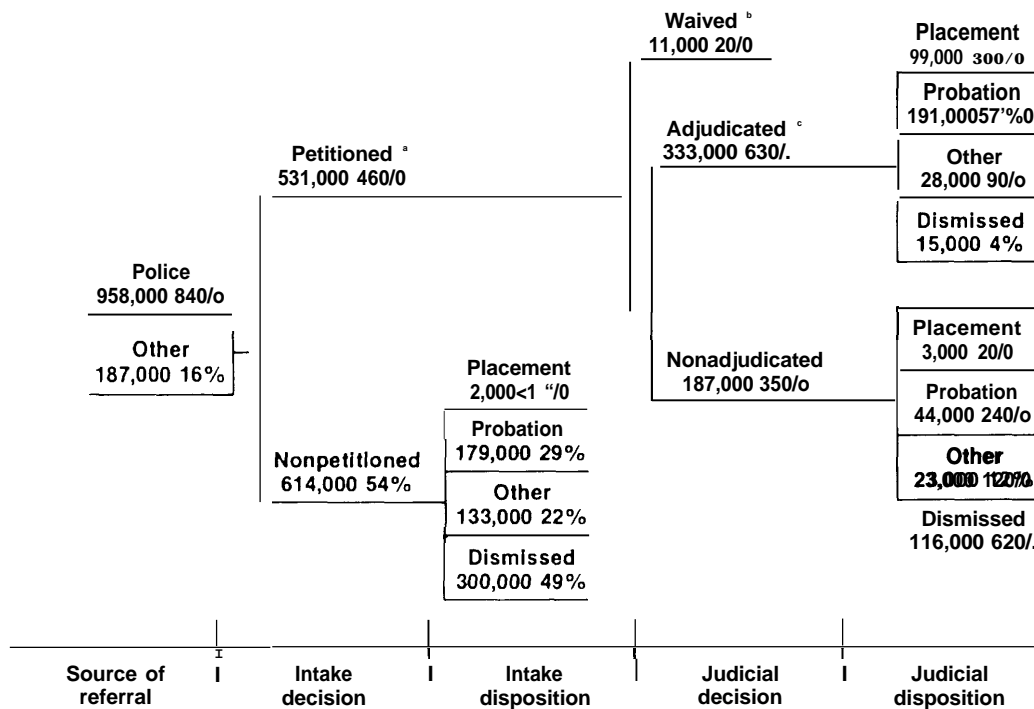 Waived b
11,000 20/0
Placement
99,000 300/0
Probation
191,00057'%0
Petitioned a
531,000 460/0
Adjudicated c
333,000 630/.
Other
28,000 90/o
Dismissed
15,000 4%
Police
958,000 840/o
Other
187,000 16%
Placement
2,000<1 "/0
Probation
179,000 29%
Nonpetitioned
614,000 54%
Other
133,000 22%
Dismissed
300,000 49%
Nonadjudicated
187,000 350/o
Placement
3,000 20/0
Probation
44,000 240/o
Other
Dismissed
116,000 620/.
Source of
referral
Intake
decision
Intake
disposition
Judicial
decision
Judicial
disposition